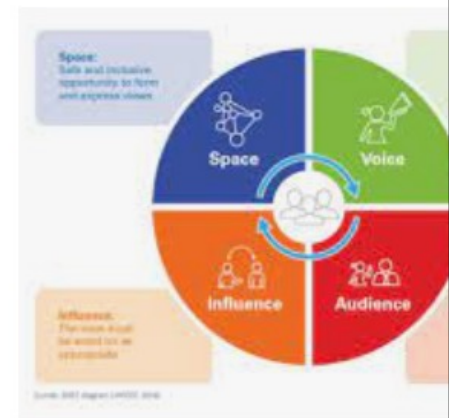 Space:
Safe and inclusive
opportunity to form
and express views
Space
Voice
Influence
Audience
Influence:
The view must
be acted on as
appropriate